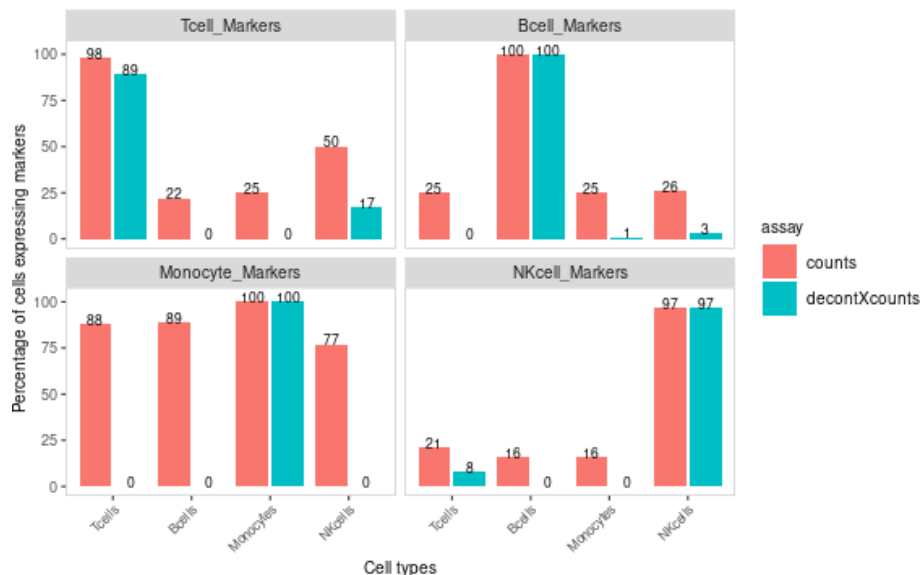 Tcell_Markers
Bcell_Markers
Percentage of cells expressing markers
100
75
50
25
0
98
89
22
0
25
0
50
17
25
0
100
100
25
1
26
3
Monocyte_Markers
NKcell_Markers
100
75
50
25
0
88
0
89
0
100
100
77
0
21
8
16
0
16
0
97
97
Tcells
Bcells
Monocytes
NKcells
Tcells
Bcells
Monocytes
NKcells
Cell types
assay
counts
decontXcounts